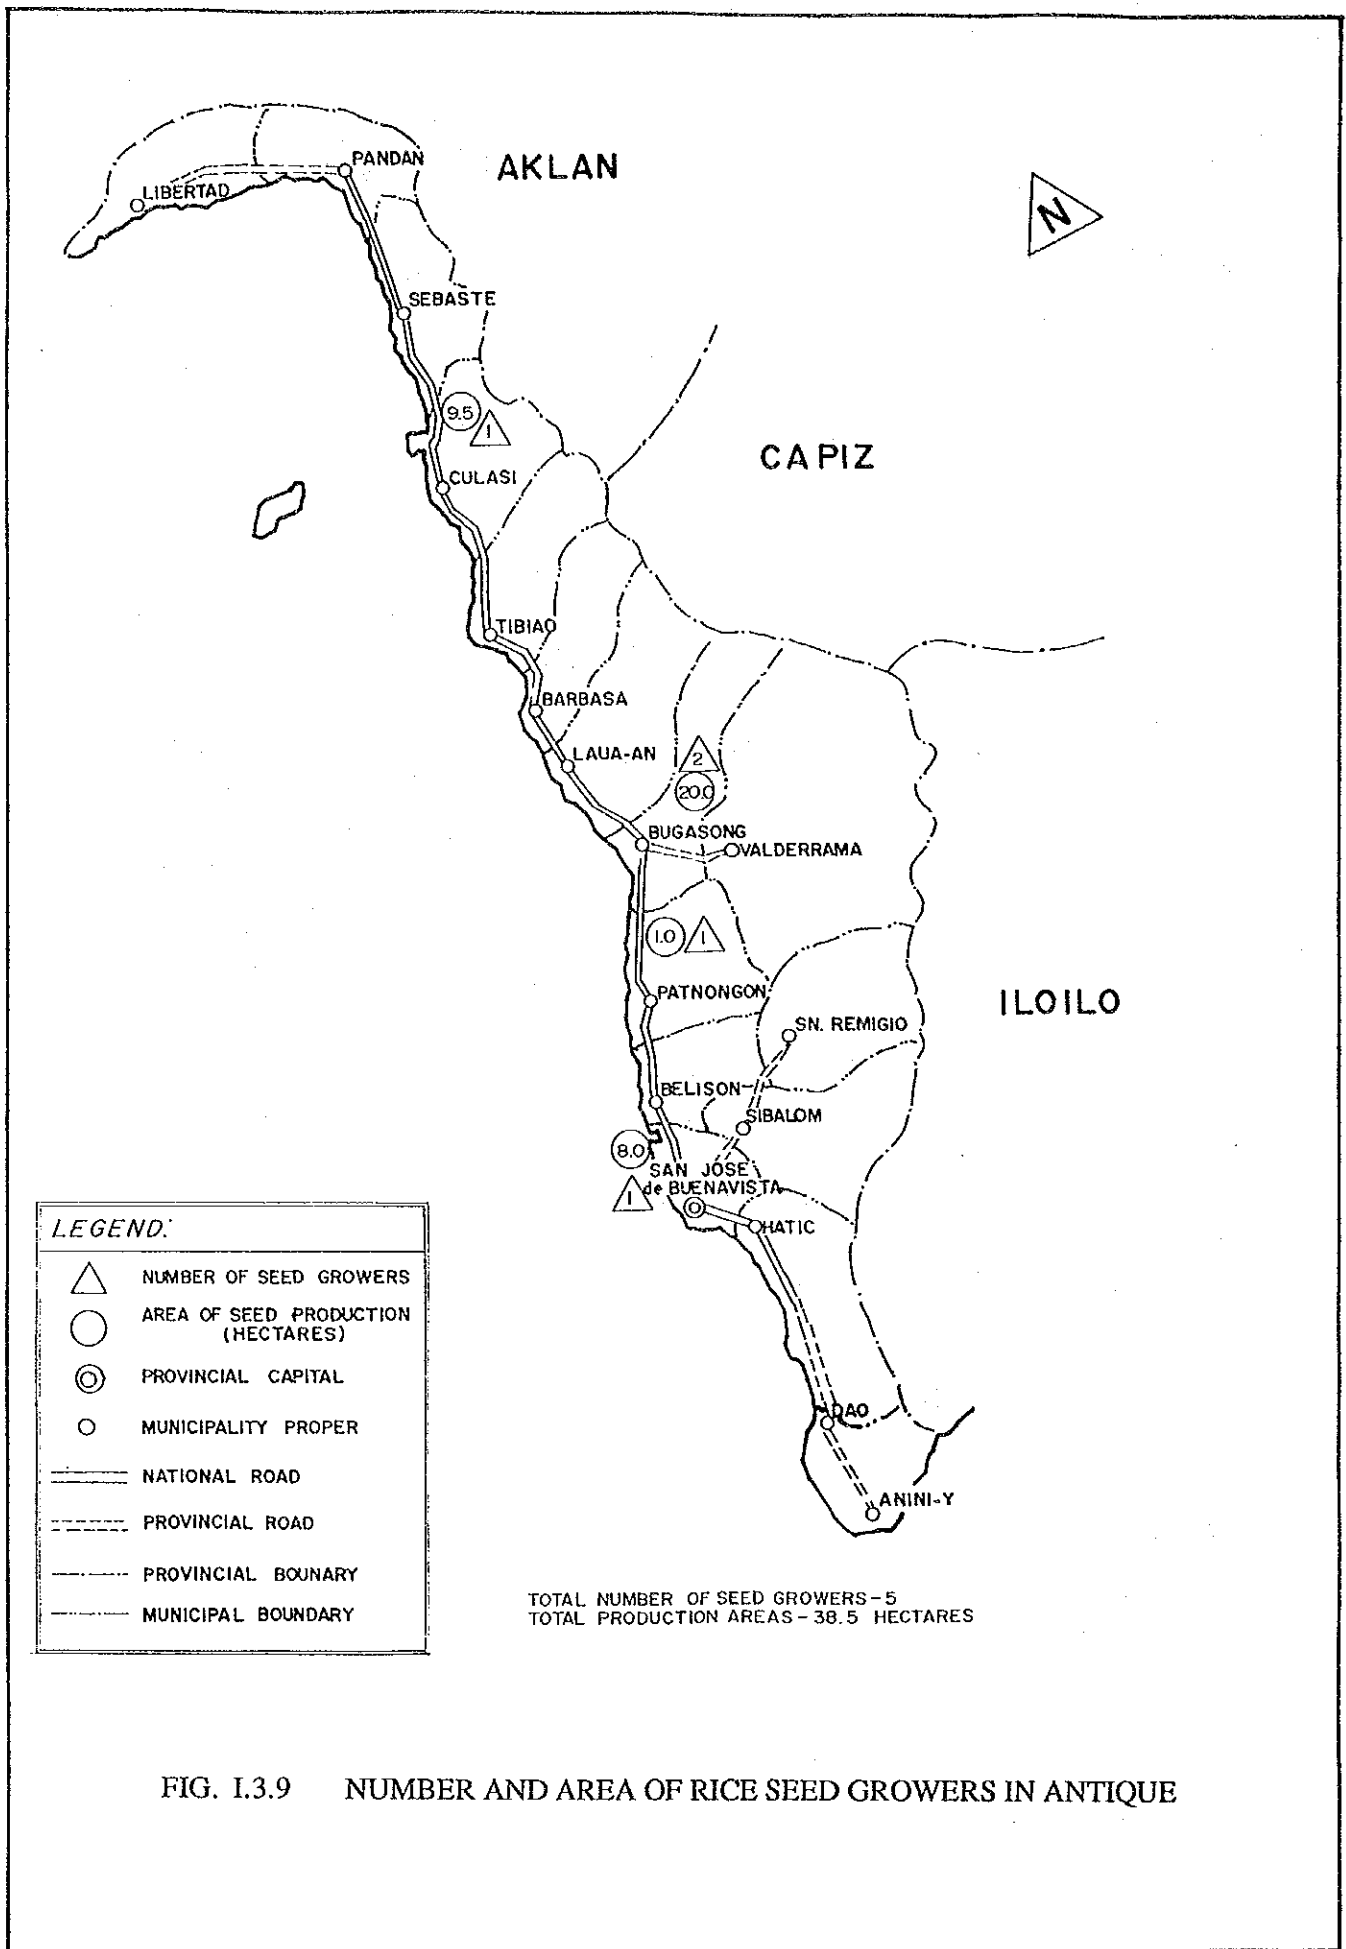 AKLAN
PANDAN
LIBERTAD
N
SEBASTE
9.5
1
CAPIZ
CULASI
TIBIAO
BARBASA
LAUA-AN
2
20.0
BUGASONG
VALDERRAMA
1.0
1
PATNONGON
ILOILO
SN. REMIGIO
BELISON
SIBALOM
8.0
SAN JOSE
de BUENAVISTA
1
HATIC
DAO
ANINI-Y
LEGEND:
NUMBER OF SEED GROWERS
AREA OF SEED PRODUCTION
(HECTARES)
PROVINCIAL CAPITAL
MUNICIPALITY PROPER
NATIONAL ROAD
PROVINCIAL ROAD
PROVINCIAL BOUNARY
MUNICIPAL BOUNDARY
TOTAL NUMBER OF SEED GROWERS-5
TOTAL PRODUCTION AREAS-38.5 HECTARES
FIG. I.3.9 NUMBER AND AREA OF RICE SEED GROWERS IN ANTIQUE